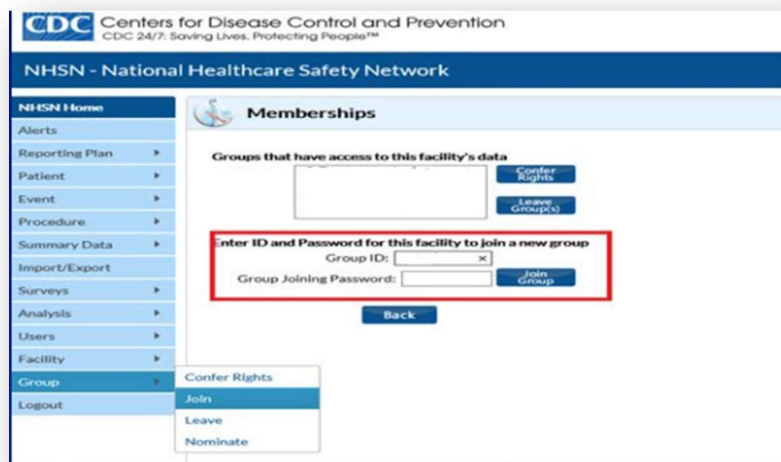 CDC Centers for Disease Control and Prevention
CDC 24/7: Saving Lives. Protecting People™
NHSN - National Healthcare Safety Network
NHSN Home
Alerts
Reporting Plan
Patient
Event
Procedure
Summary Data
Import/Export
Surveys
Analysis
Users
Facility
Group
Logout
Confer Rights
Join
Leave
Nominate
Memberships
Groups that have access to this facility's data
Confer
Rights
Leave
Group(s)
Enter ID and Password for this facility to join a new group
Group ID: ×
Group Joining Password:
Join
Group
Back